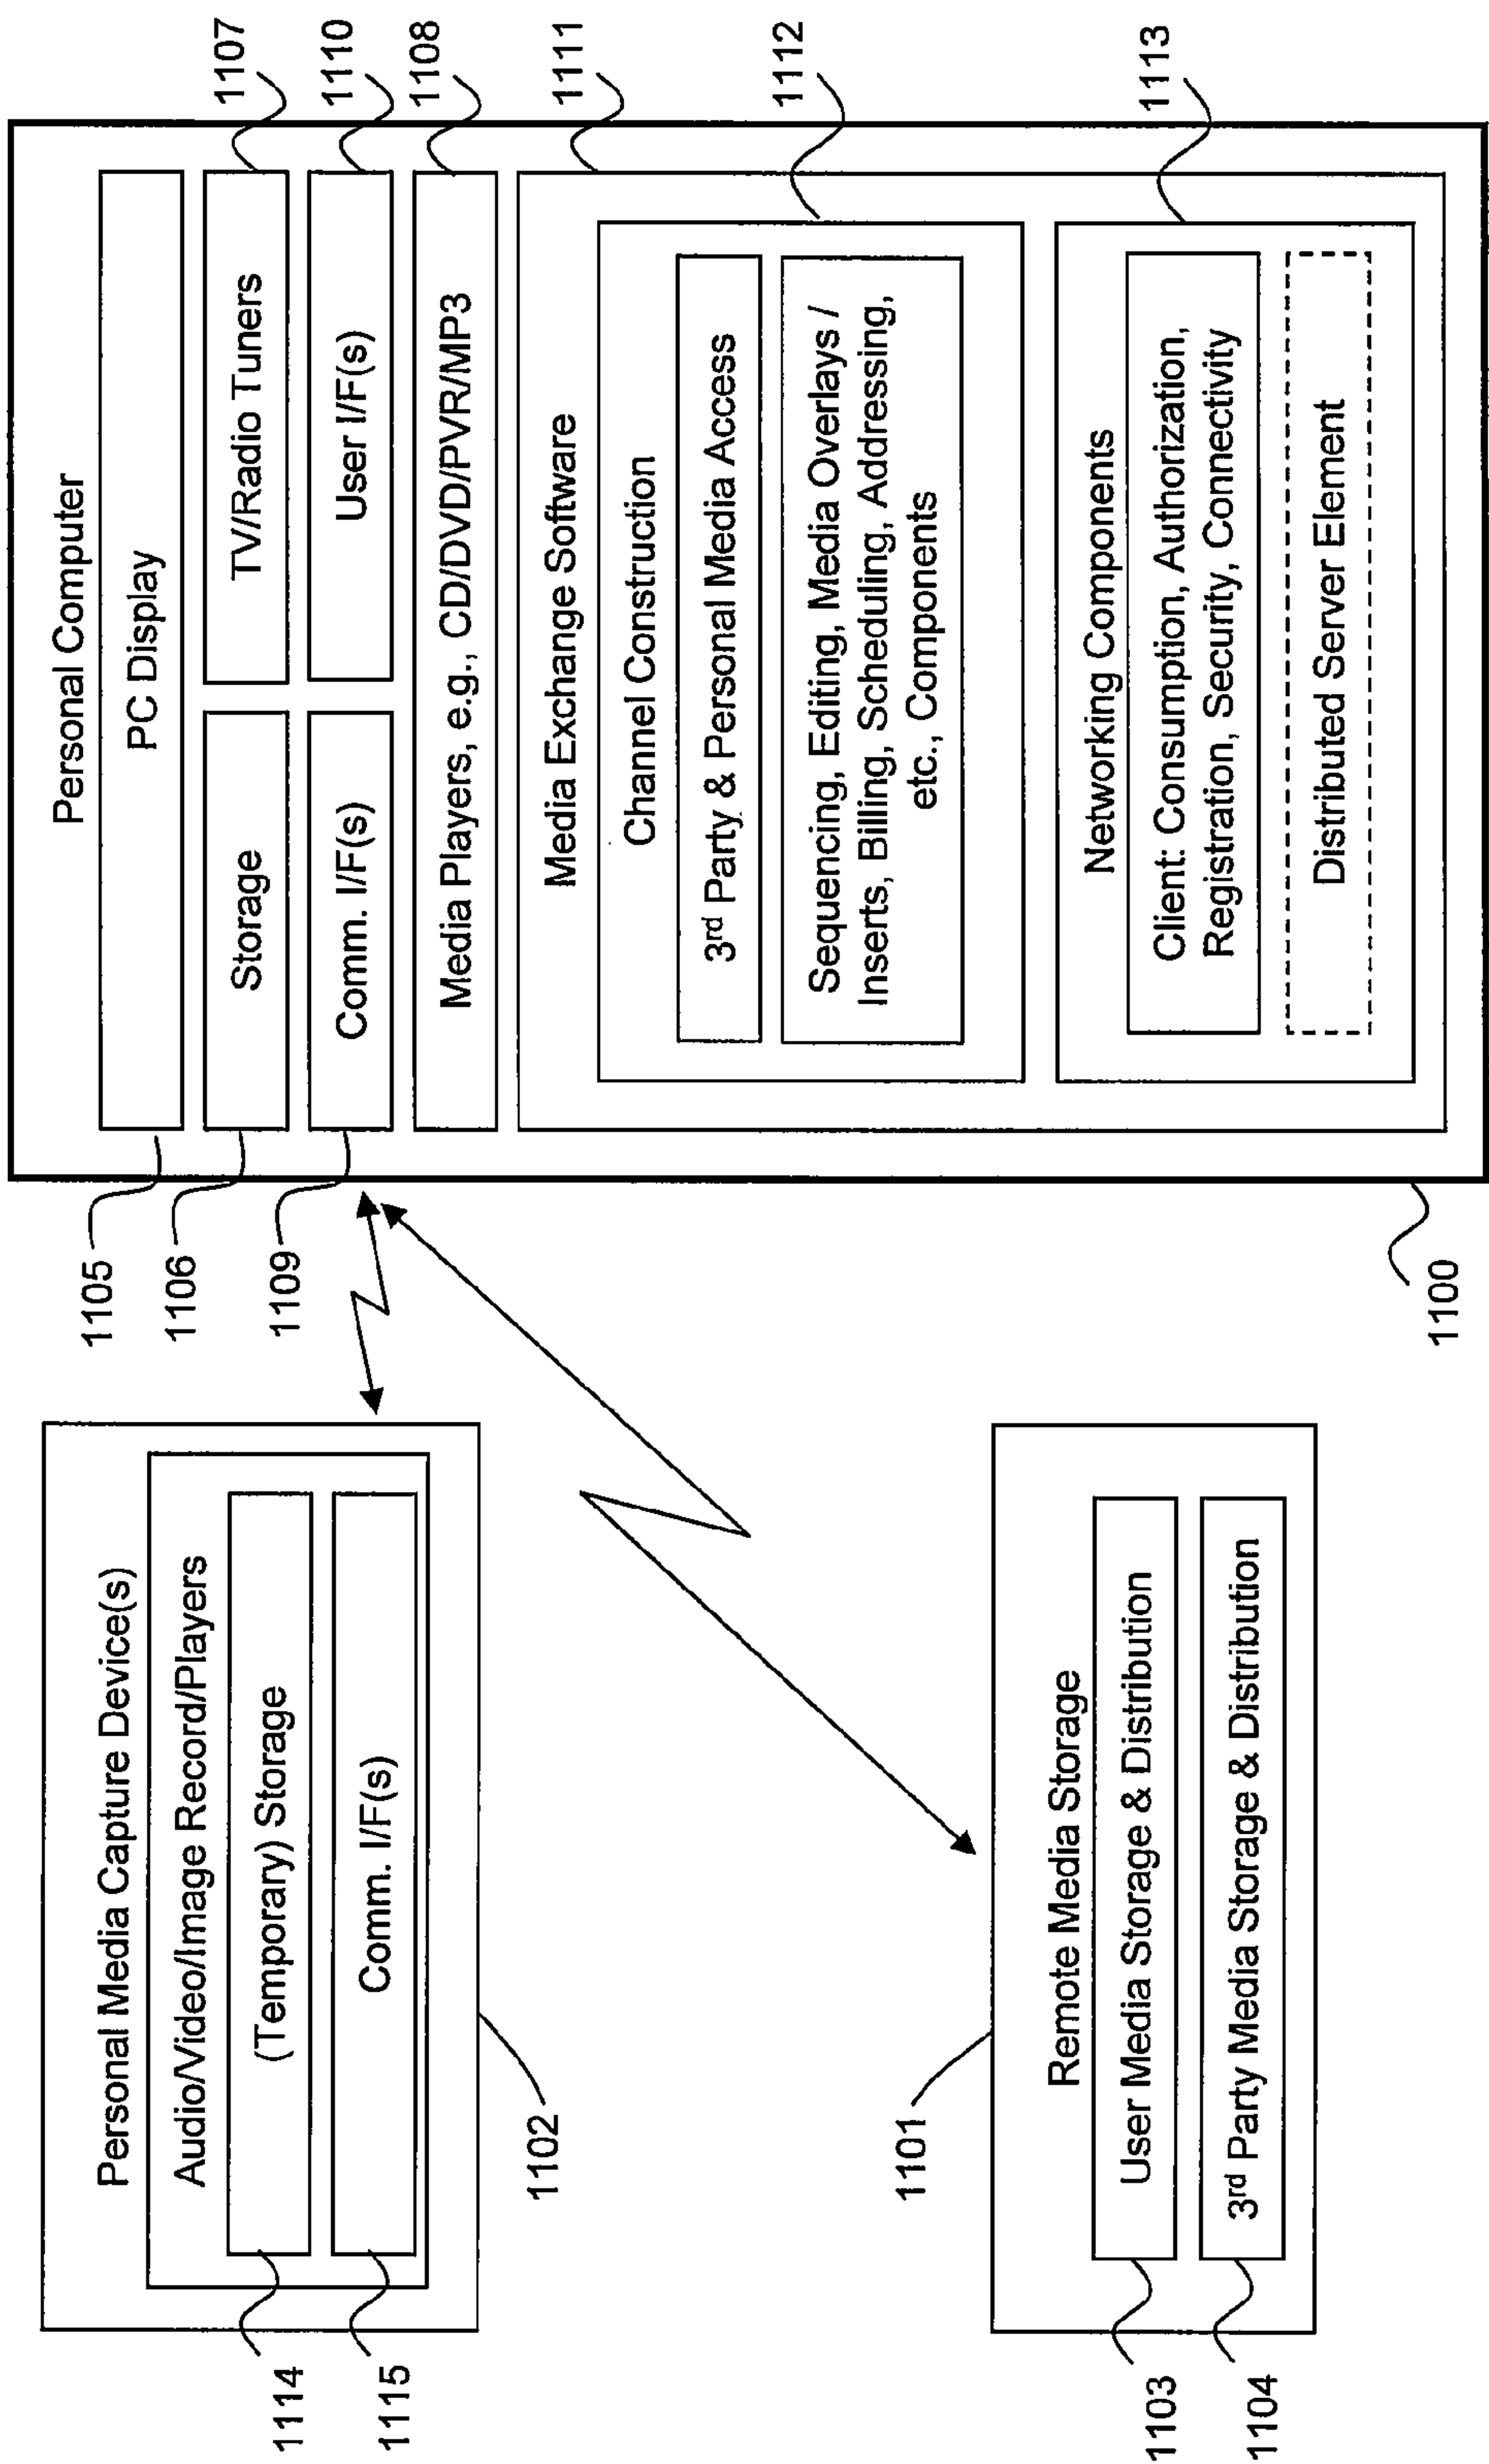 Personal Media Capture Device(s)
Audio/Video/Image Record/Players
(Temporary) Storage
Comm. I/F(s)
1114
1115
1102
Remote Media Storage
User Media Storage & Distribution
3rd Party Media Storage & Distribution
1101
1103
1104
Personal Computer
PC Display
Storage
TV/Radio Tuners
Comm. I/F(s)
User I/F(s)
Media Players, e.g., CD/DVD/PVR/MP3
Media Exchange Software
Channel Construction
3rd Party & Personal Media Access
Sequencing, Editing, Media Overlays /
Inserts, Billing, Scheduling, Addressing,
etc., Components
Networking Components
Client: Consumption, Authorization,
Registration, Security, Connectivity
Distributed Server Element
1105
1106
1109
1100
1107
1110
1108
1111
1112
1113